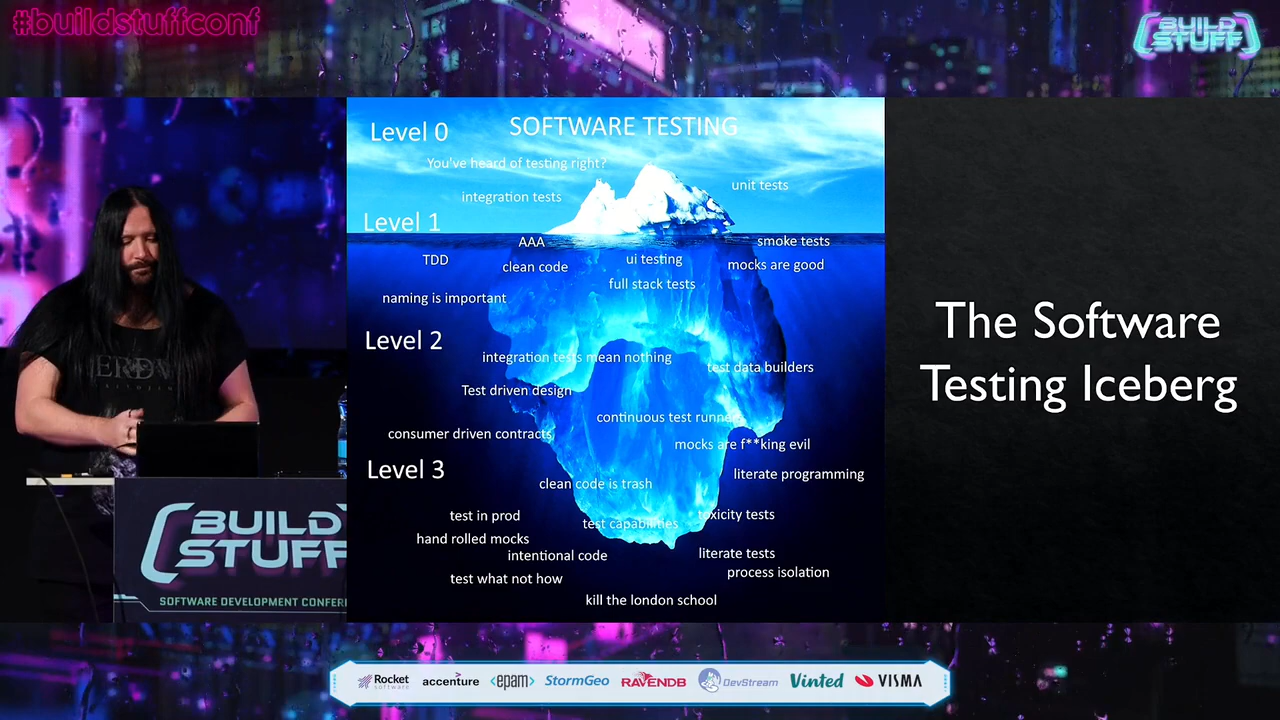 #buildstuffconf
BUILD
STUFF
Level 0
SOFTWARE TESTING
You've heard of testing right?
unit tests
integration tests
Level 1
AAA
smoke tests
TDD
ui testing
mocks are good
clean code
full stack tests
naming is important
Level 2
integration tests mean nothing
test data builders
Test driven design
continuous test runners
consumer driven contracts
mocks are f**king evil
Level 3
literate programming
clean code is trash
test in prod
toxicity tests
test capabilities
hand rolled mocks
intentional code
literate tests
process isolation
test what not how
kill the london school
The Software
Testing Iceberg
BUILD
STUFF
SOFTWARE DEVELOPMENT CONFERE
Rocket
software
accenture
<epam>
StormGeo
RAVENDB
DevStream
Vinted
VISMA